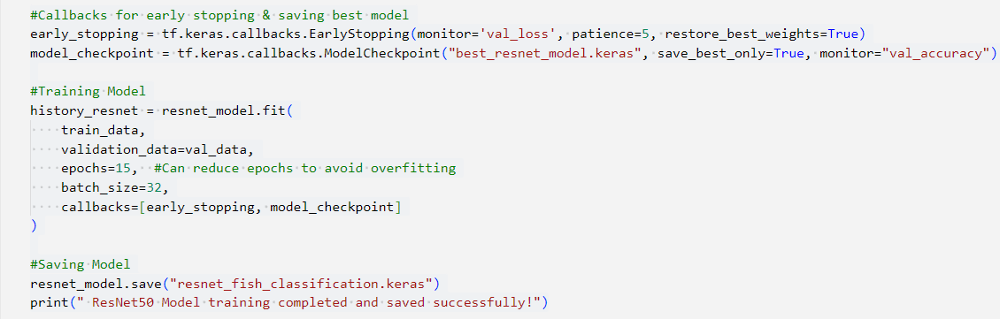 #Callbacks for early stopping & saving best model
early_stopping = tf.keras.callbacks.EarlyStopping(monitor='val_loss', patience=5, restore_best_weights=True)
model_checkpoint = tf.keras.callbacks.ModelCheckpoint("best_resnet_model.keras", save_best_only=True, monitor="val_accuracy")

#Training Model
history_resnet = resnet_model.fit(
    train_data,
    validation_data=val_data,
    epochs=15,  #Can reduce epochs to avoid overfitting
    batch_size=32,
    callbacks=[early_stopping, model_checkpoint]
)

#Saving Model
resnet_model.save("resnet_fish_classification.keras")
print(" ResNet50 Model training completed and saved successfully!")